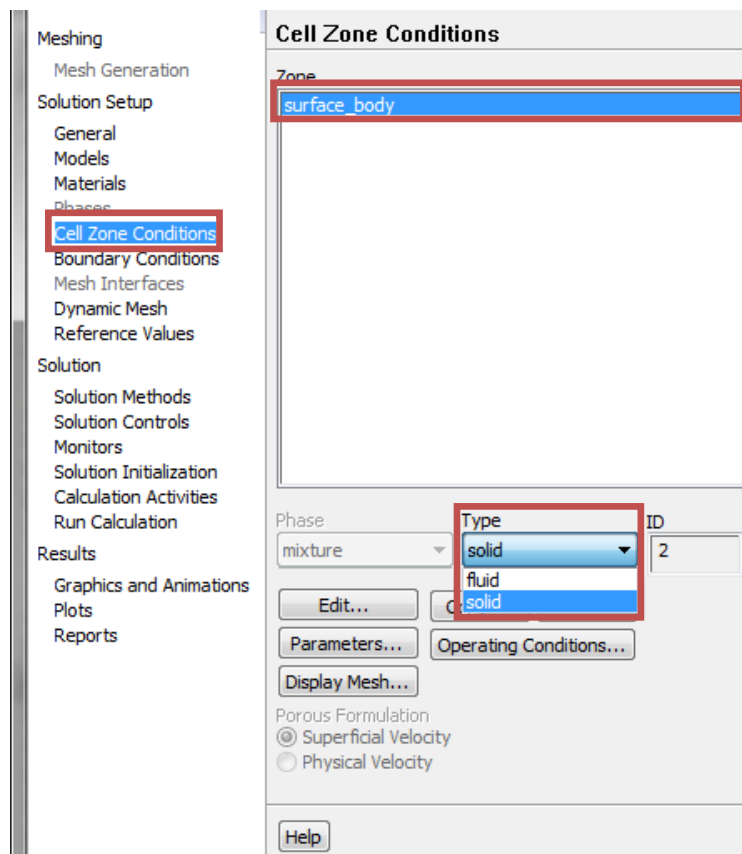 Meshing
Mesh Generation
Solution Setup
General
Models
Materials
Phases
Cell Zone Conditions
Boundary Conditions
Mesh Interfaces
Dynamic Mesh
Reference Values
Solution
Solution Methods
Solution Controls
Monitors
Solution Initialization
Calculation Activities
Run Calculation
Results
Graphics and Animations
Plots
Reports
Cell Zone Conditions
Zone
surface_body
Phase Type ID
mixture solid 2
fluid
solid
Edit...
Parameters... Operating Conditions...
Display Mesh...
Porous Formulation
Superficial Velocity
Physical Velocity
Help